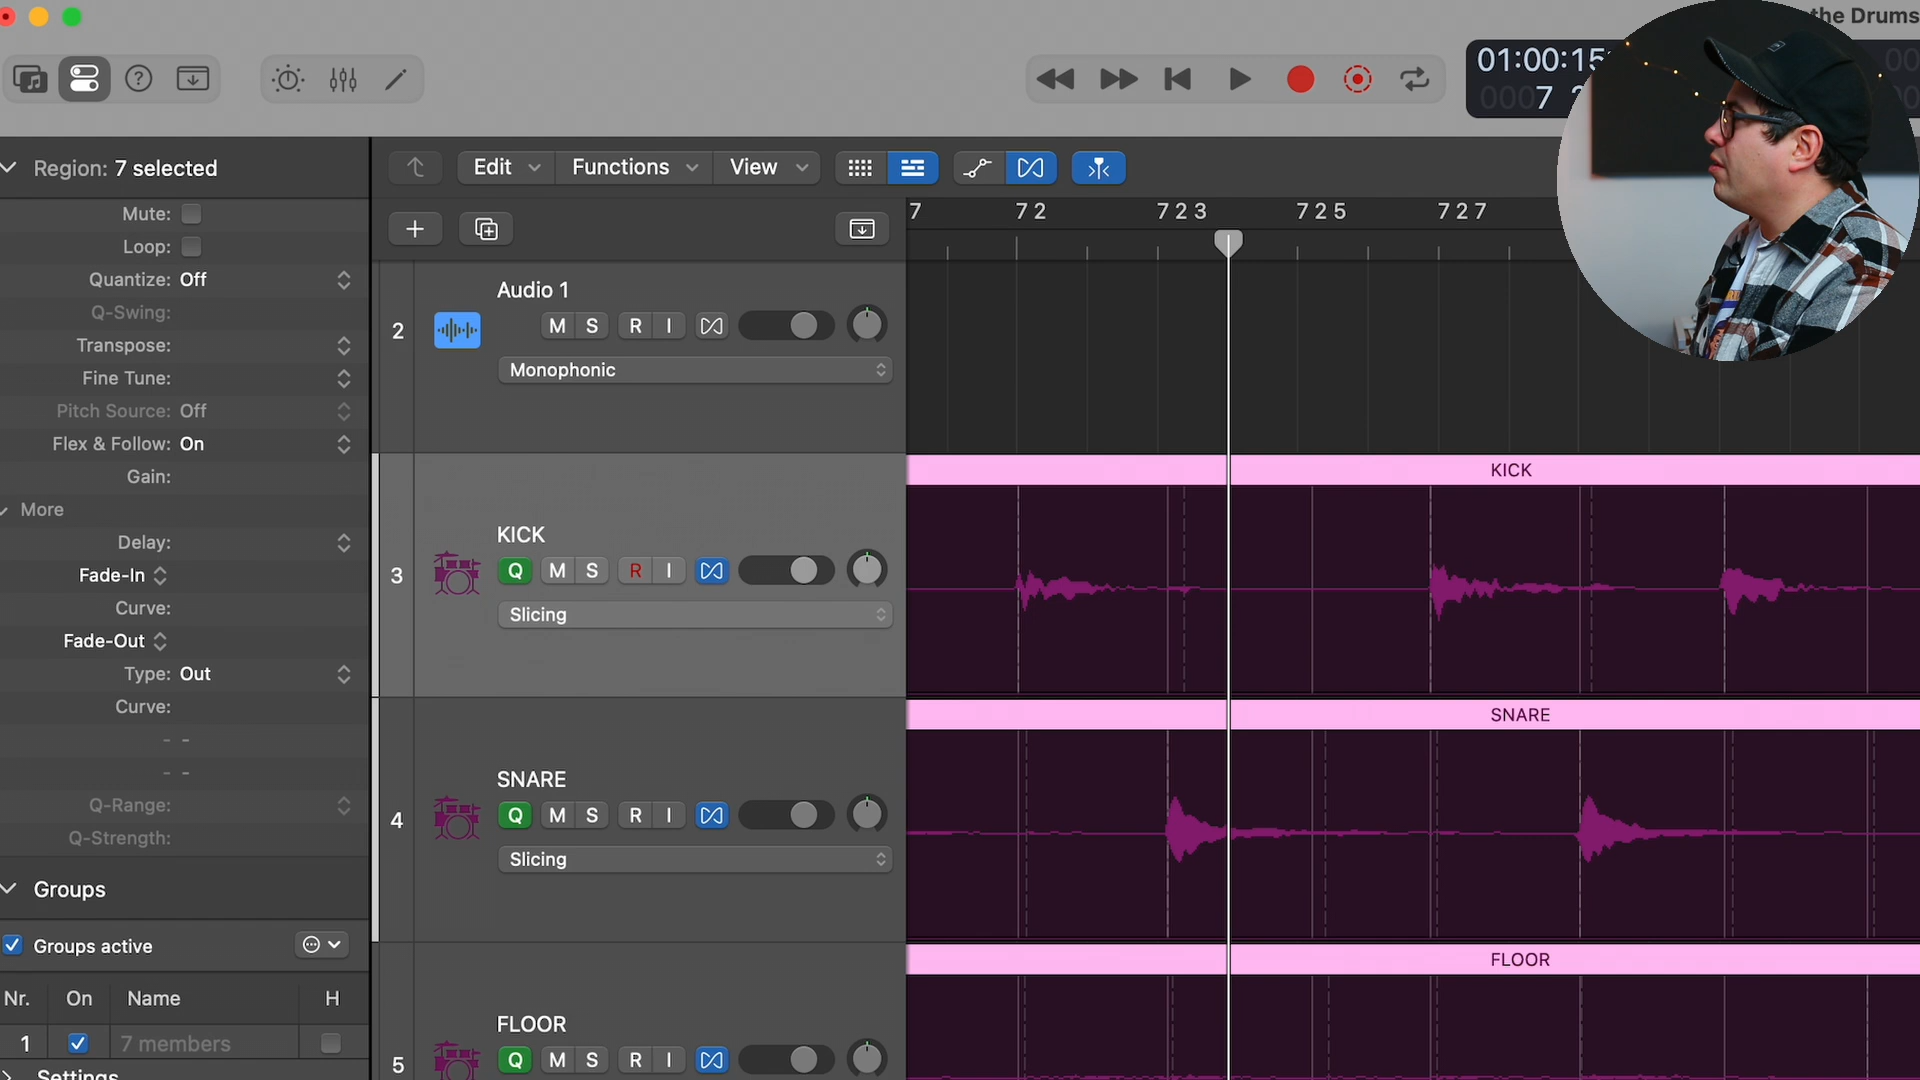 the Drums
01:00:15
0007 2
Region: 7 selected
Edit
Functions
View
Mute:
Loop:
Quantize: Off
Q-Swing:
Transpose:
Fine Tune:
Pitch Source: Off
Flex & Follow: On
Gain:
More
Delay:
Fade-In
Curve:
Fade-Out
Type: Out
Curve:
- -
- -
Q-Range:
Q-Strength:
Groups
Groups active
Nr. On Name H
1 7 members
Settings
7 7 2 7 2 3 7 2 5 7 2 7
2
Audio 1
M S R I
Monophonic
3
KICK
Q M S R I
Slicing
KICK
4
SNARE
Q M S R I
Slicing
SNARE
5
FLOOR
Q M S R I
FLOOR